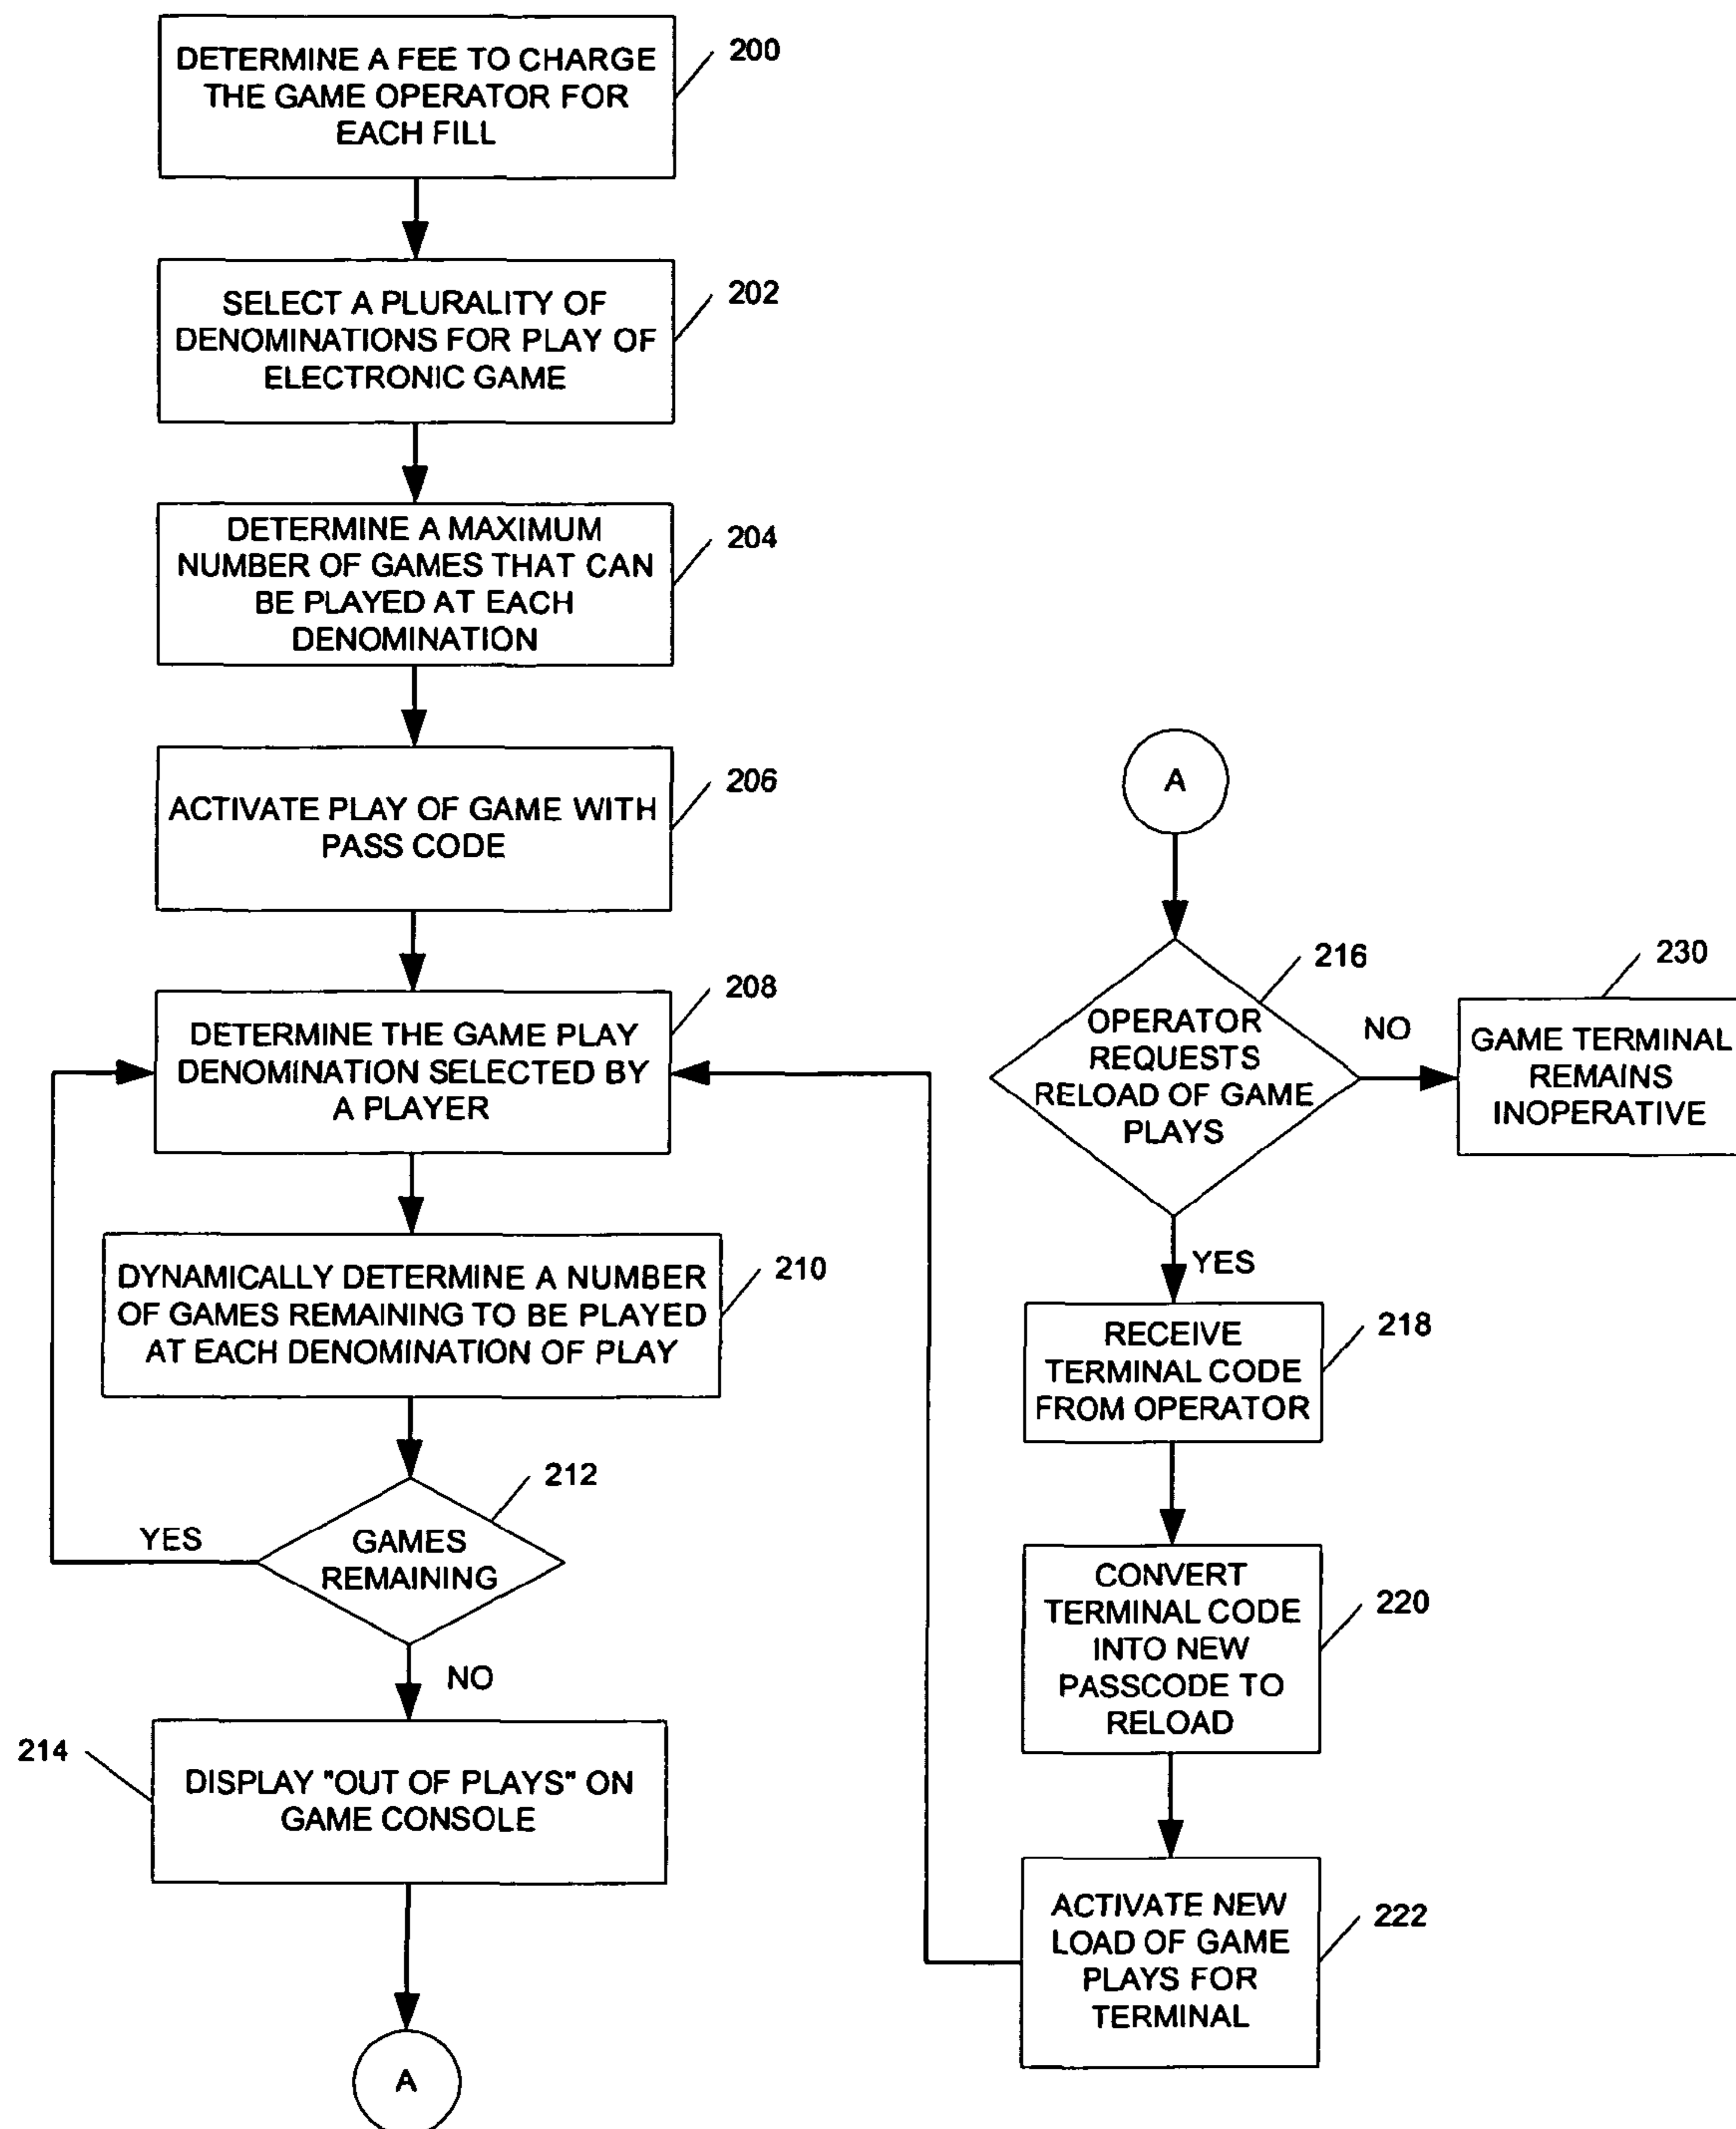 DETERMINE A FEE TO CHARGE
THE GAME OPERATOR FOR
EACH FILL
200
SELECT A PLURALITY OF
DENOMINATIONS FOR PLAY OF
ELECTRONIC GAME
202
DETERMINE A MAXIMUM
NUMBER OF GAMES THAT CAN
BE PLAYED AT EACH
DENOMINATION
204
ACTIVATE PLAY OF GAME WITH
PASS CODE
206
DETERMINE THE GAME PLAY
DENOMINATION SELECTED BY
A PLAYER
208
DYNAMICALLY DETERMINE A NUMBER
OF GAMES REMAINING TO BE PLAYED
AT EACH DENOMINATION OF PLAY
210
GAMES
REMAINING
212
YES
NO
DISPLAY "OUT OF PLAYS" ON
GAME CONSOLE
214
A
A
OPERATOR
REQUESTS
RELOAD OF GAME
PLAYS
216
NO
GAME TERMINAL
REMAINS
INOPERATIVE
230
YES
RECEIVE
TERMINAL CODE
FROM OPERATOR
218
CONVERT
TERMINAL CODE
INTO NEW
PASSCODE TO
RELOAD
220
ACTIVATE NEW
LOAD OF GAME
PLAYS FOR
TERMINAL
222